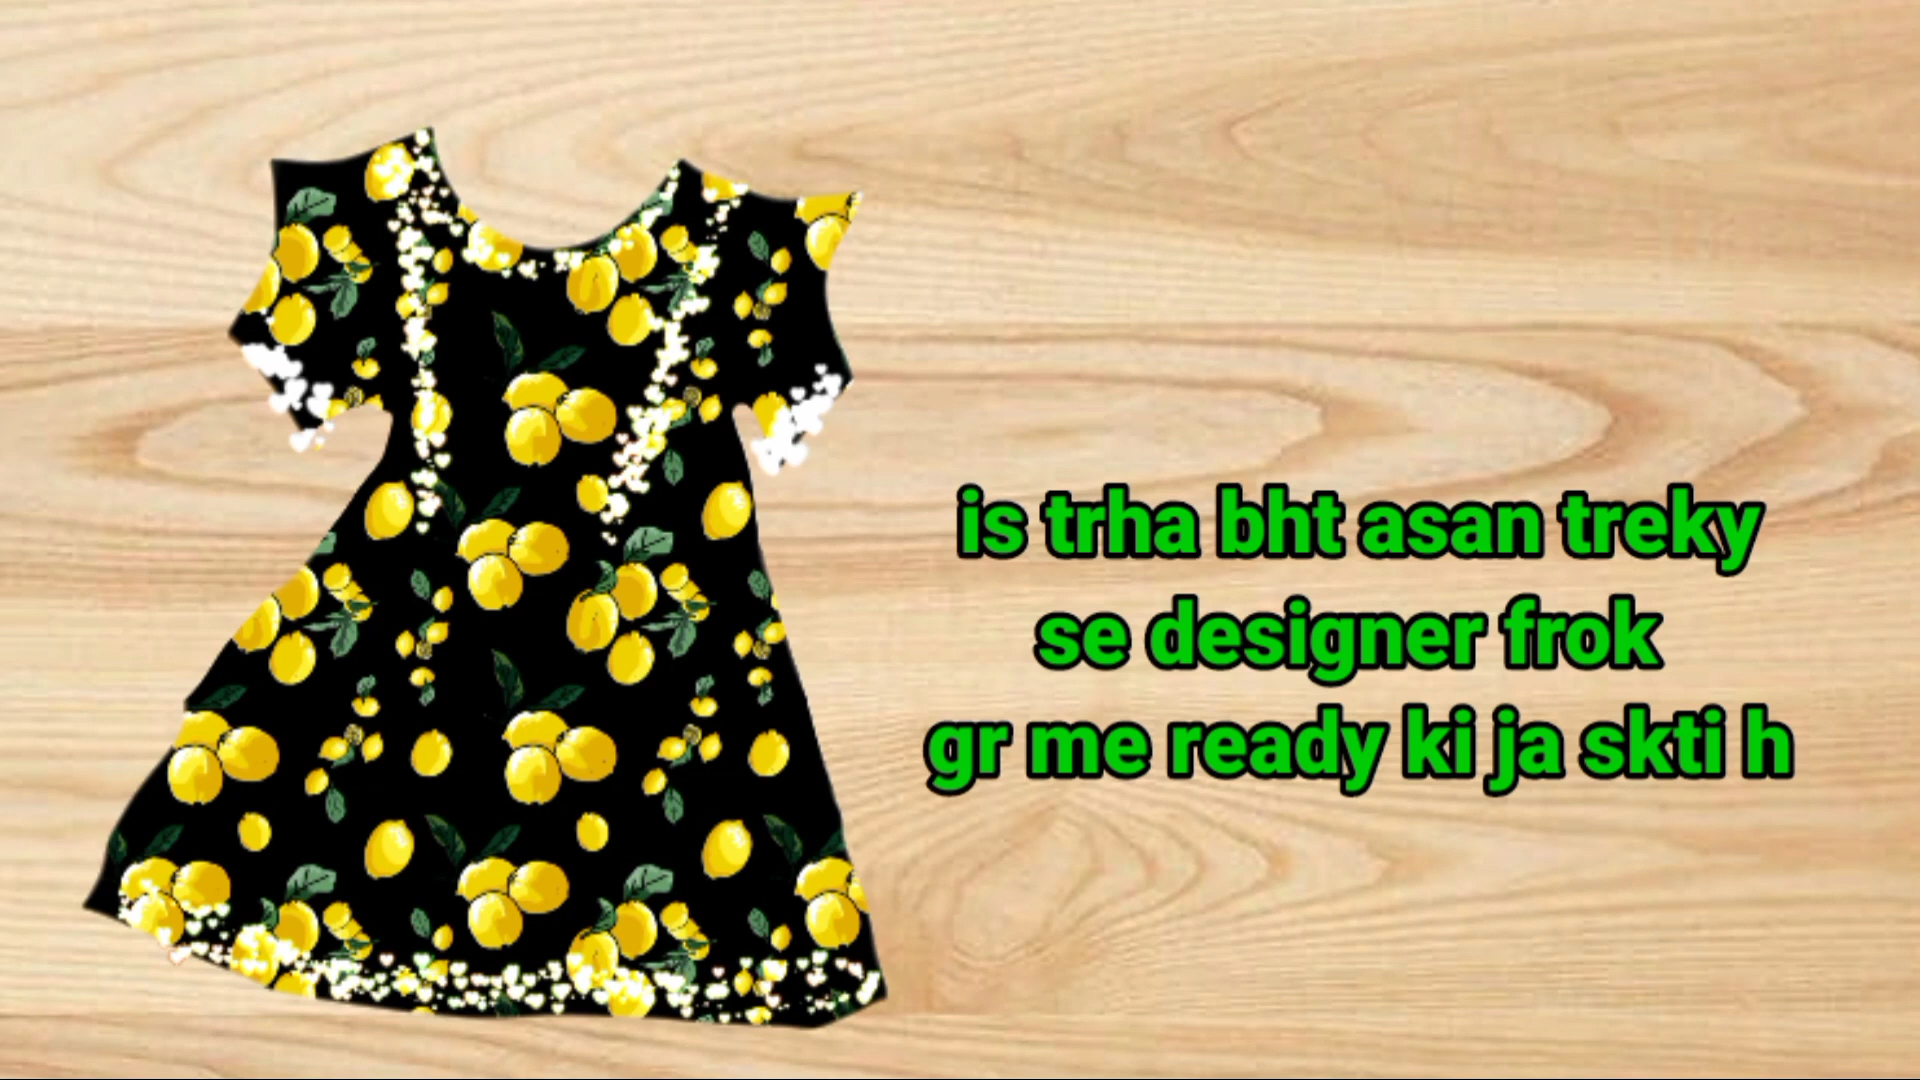 is trha bht asan treky
se designer frok
gr me ready ki ja skti h